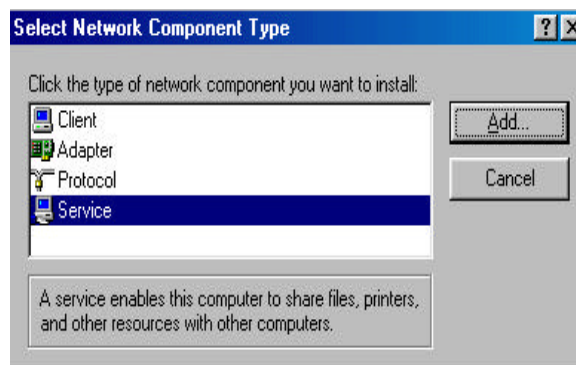 Select Network Component Type
Click the type of network component you want to install:
Client
Adapter
Protocol
Service
Add...
Cancel
A service enables this computer to share files, printers,
and other resources with other computers.